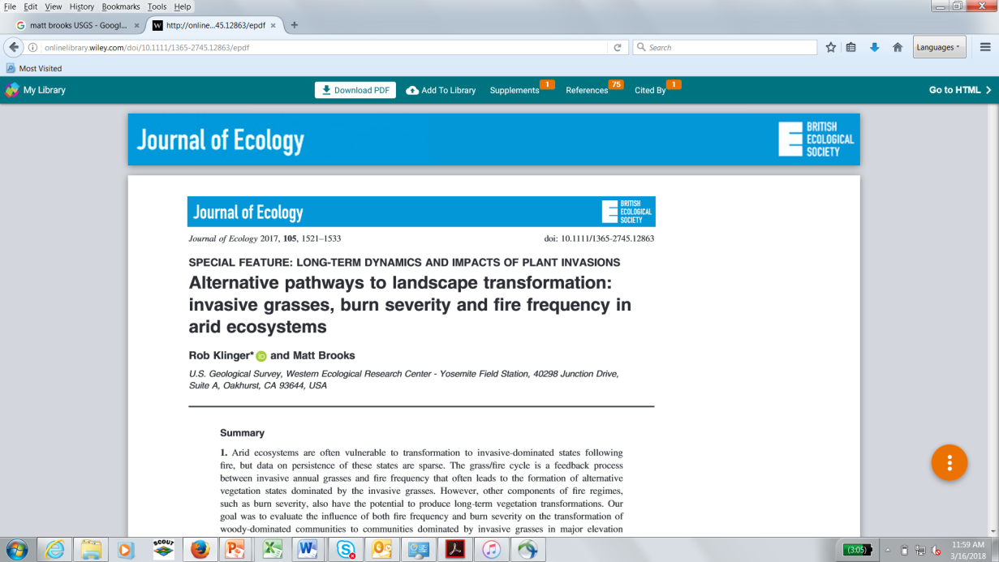 File Edit View History Bookmarks Tools Help
matt brooks USGS - Googl... × http://online...45.12863/epdf × +
onlinelibrary.wiley.com/doi/10.1111/1365-2745.12863/epdf Search Languages
Most Visited
My Library Download PDF Add To Library Supplements 1 References 75 Cited By 1 Go to HTML
Journal of Ecology
BRITISH
ECOLOGICAL
SOCIETY
Journal of Ecology
BRITISH
ECOLOGICAL
SOCIETY
Journal of Ecology 2017, 105, 1521–1533 doi: 10.1111/1365-2745.12863
SPECIAL FEATURE: LONG-TERM DYNAMICS AND IMPACTS OF PLANT INVASIONS
Alternative pathways to landscape transformation:
invasive grasses, burn severity and fire frequency in
arid ecosystems
Rob Klinger* iD and Matt Brooks
U.S. Geological Survey, Western Ecological Research Center - Yosemite Field Station, 40298 Junction Drive,
Suite A, Oakhurst, CA 93644, USA
Summary
1. Arid ecosystems are often vulnerable to transformation to invasive-dominated states following
fire, but data on persistence of these states are sparse. The grass/fire cycle is a feedback process
between invasive annual grasses and fire frequency that often leads to the formation of alternative
vegetation states dominated by the invasive grasses. However, other components of fire regimes,
such as burn severity, also have the potential to produce long-term vegetation transformations. Our
goal was to evaluate the influence of both fire frequency and burn severity on the transformation of
woody-dominated communities to communities dominated by invasive grasses in major elevation
SCOUT
(3:05)
11:59 AM
3/16/2018